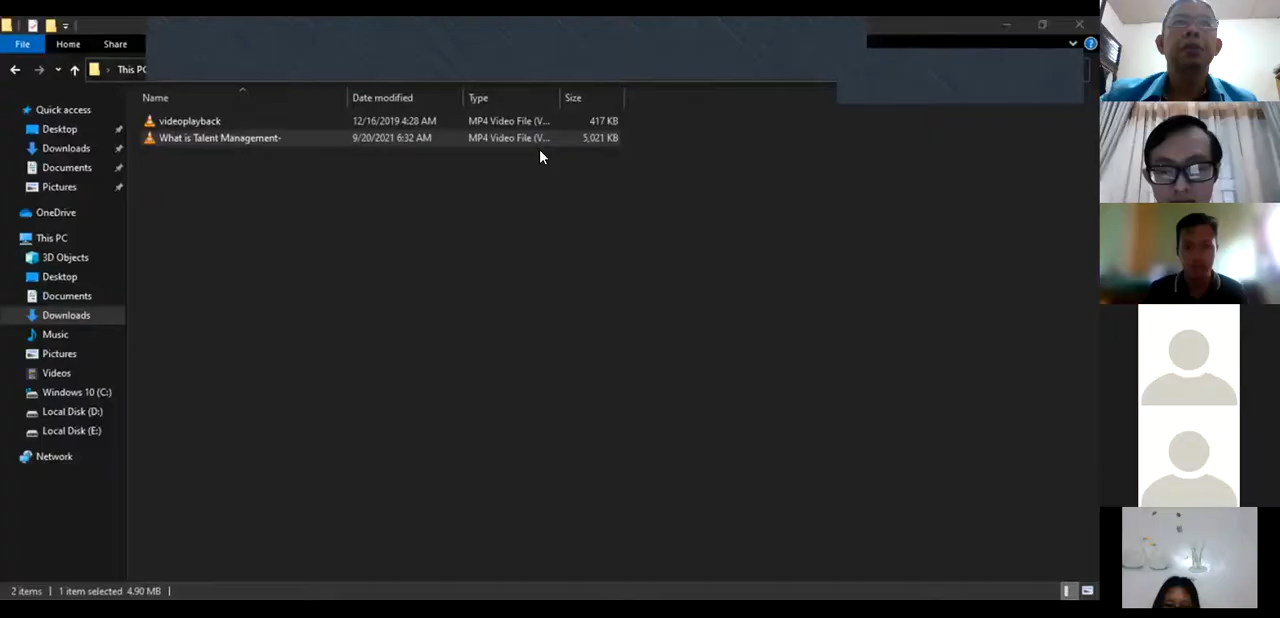 File Home Share
This PC
Name Date modified Type Size
Quick access
videoplayback 12/16/2019 4:28 AM MP4 Video File (V... 417 KB
Desktop
What is Talent Management- 9/20/2021 6:32 AM MP4 Video File (V... 5,021 KB
Downloads
Documents
Pictures
OneDrive
This PC
3D Objects
Desktop
Documents
Downloads
Music
Pictures
Videos
Windows 10 (C:)
Local Disk (D:)
Local Disk (E:)
Network
2 items 1 item selected 4.90 MB